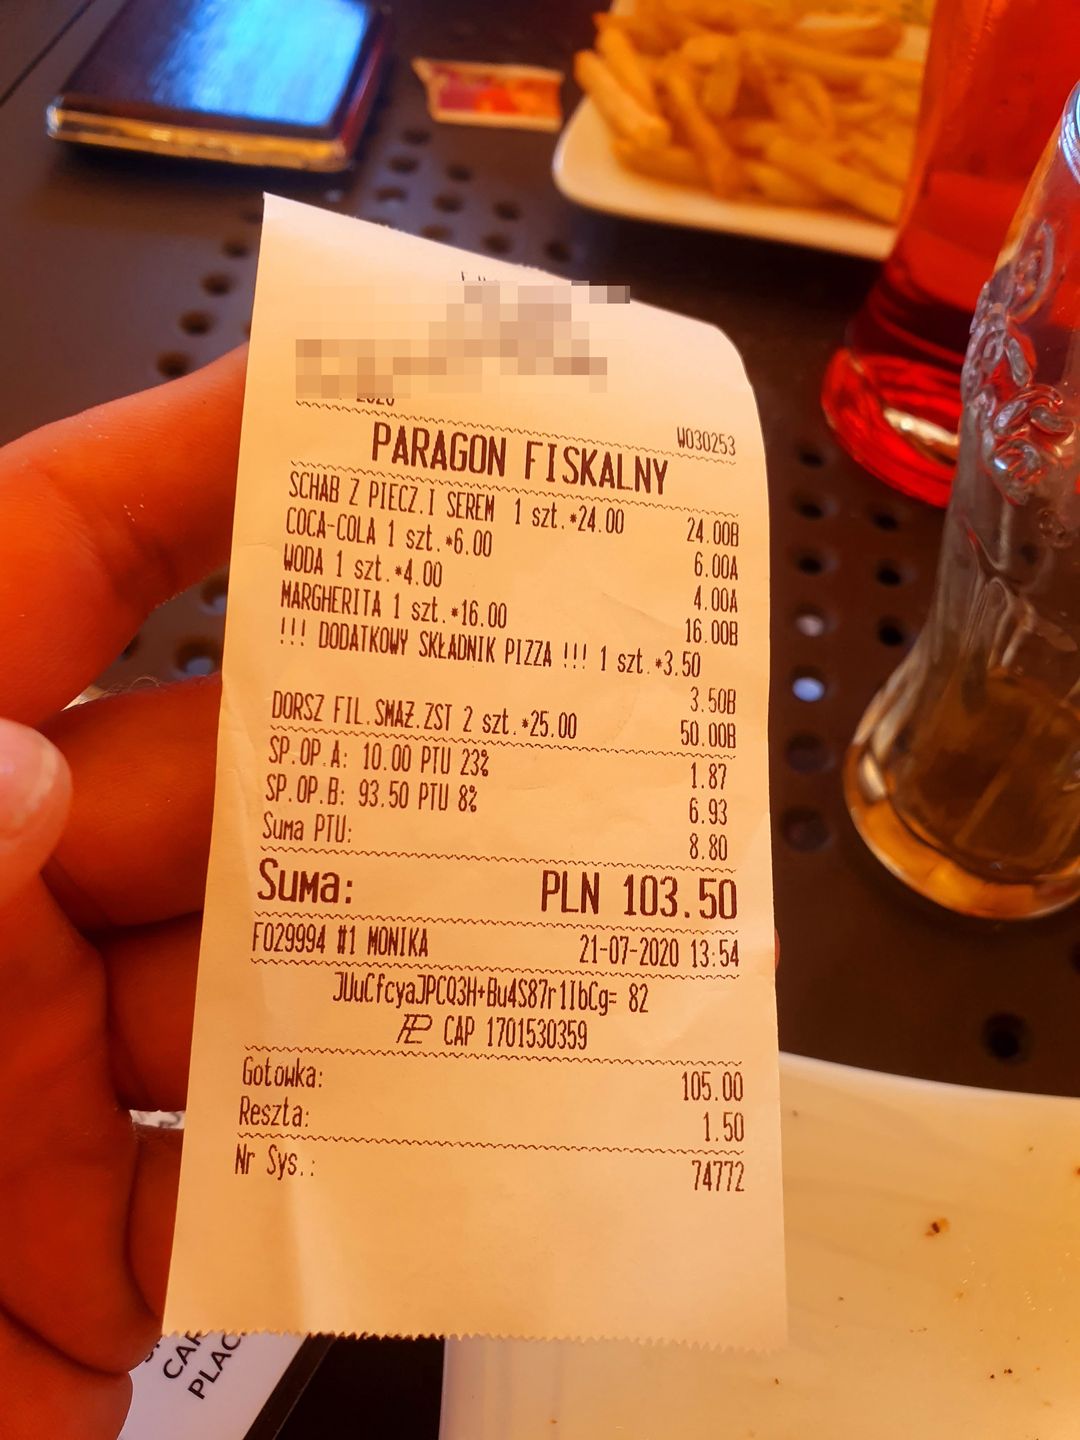 2020
W030253
PARAGON FISKALNY
SCHAB Z PIECZ.I SEREM 1 szt.*24.00 24.00B
COCA-COLA 1 szt.*6.00 6.00A
WODA 1 szt.*4.00 4.00A
MARGHERITA 1 szt.*16.00 16.00B
!!! DODATKOWY SKŁADNIK PIZZA !!! 1 szt.*3.50
3.50B
DORSZ FIL.SMAŻ.ZST 2 szt.*25.00 50.00B
SP.OP.A: 10.00 PTU 23% 1.87
SP.OP.B: 93.50 PTU 8% 6.93
Suma PTU: 8.80
Suma: PLN 103.50
F029994 #1 MONIKA 21-07-2020 13:54
JUuCfcyaJPCQ3H+Bu4S87r1IbCg= 82
CAP 1701530359
Gotówka: 105.00
Reszta: 1.50
Nr Sys.: 74772